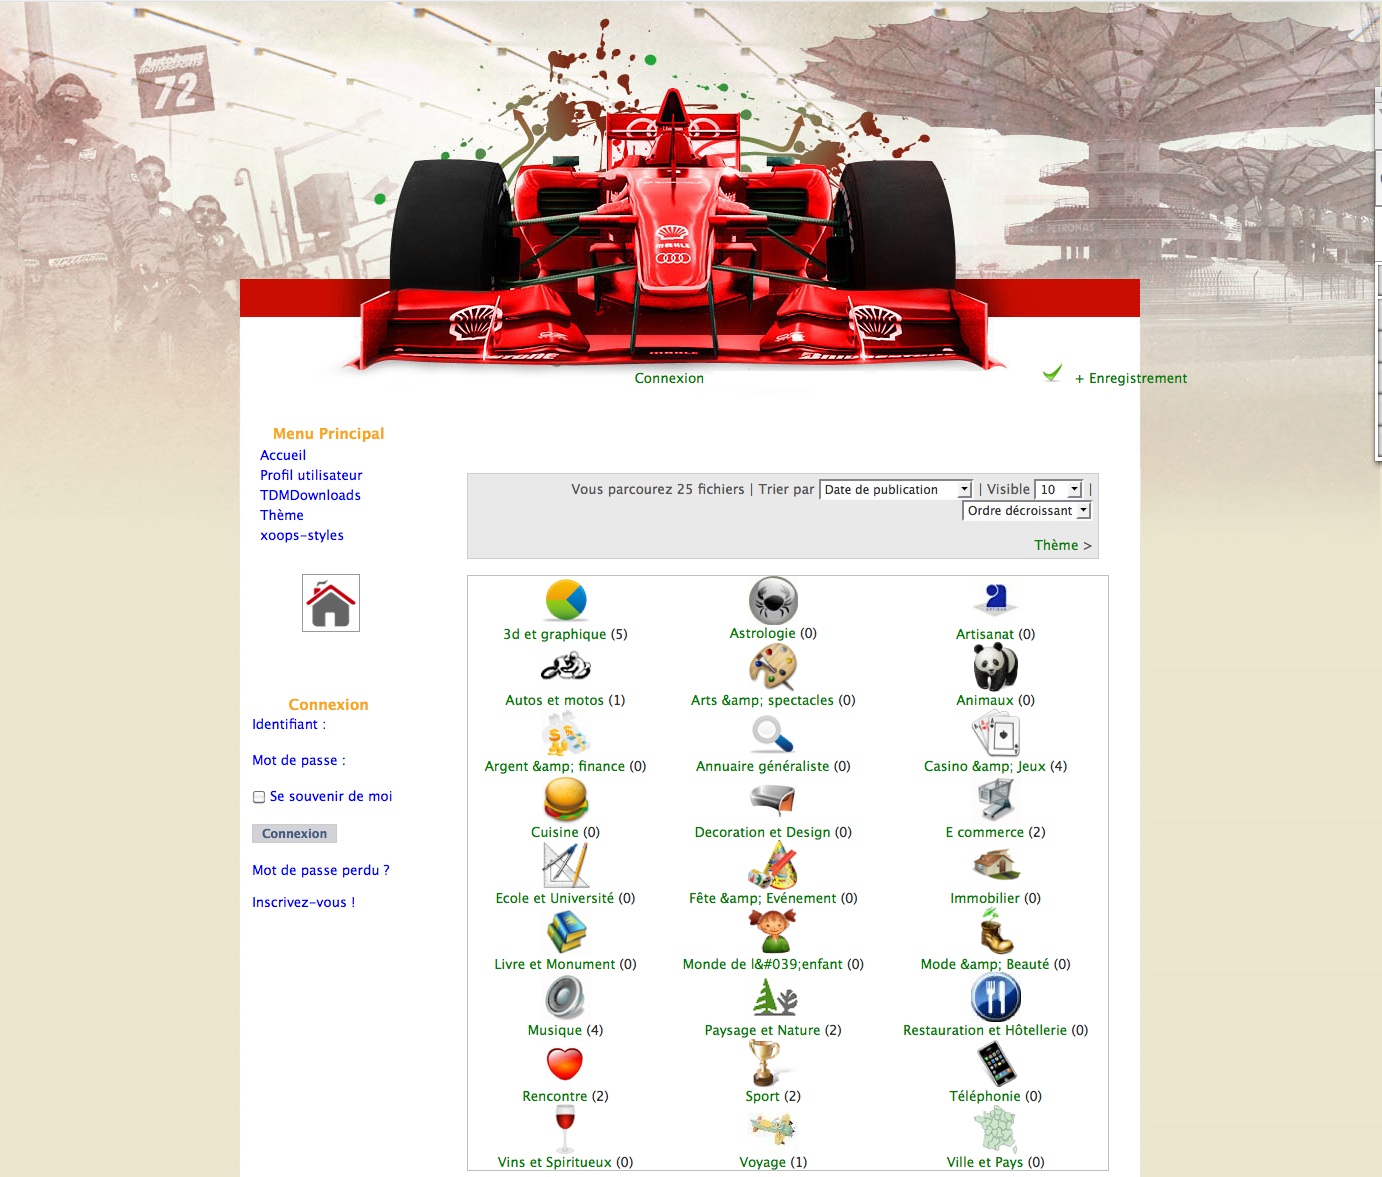 Autohaus
MOTORSPORTS
72
PETRONAS
MAHLE
MAHLE
Connexion
+ Enregistrement
Menu Principal
Accueil
Profil utilisateur
TDMDownloads
Thème
xoops-styles
Vous parcourez 25 fichiers | Trier par Date de publication | Visible 10 |
Ordre décroissant
Thème >
3d et graphique (5)
Astrologie (0)
Artisanat (0)
Autos et motos (1)
Arts &amp; spectacles (0)
Animaux (0)
Argent &amp; finance (0)
Annuaire généraliste (0)
Casino &amp; Jeux (4)
Cuisine (0)
Decoration et Design (0)
E commerce (2)
Ecole et Université (0)
Fête &amp; Evénement (0)
Immobilier (0)
Livre et Monument (0)
Monde de l&#039;enfant (0)
Mode &amp; Beauté (0)
Musique (4)
Paysage et Nature (2)
Restauration et Hôtellerie (0)
Rencontre (2)
Sport (2)
Téléphonie (0)
Vins et Spiritueux (0)
Voyage (1)
Ville et Pays (0)
Connexion
Identifiant :
Mot de passe :
Se souvenir de moi
Connexion
Mot de passe perdu ?
Inscrivez-vous !